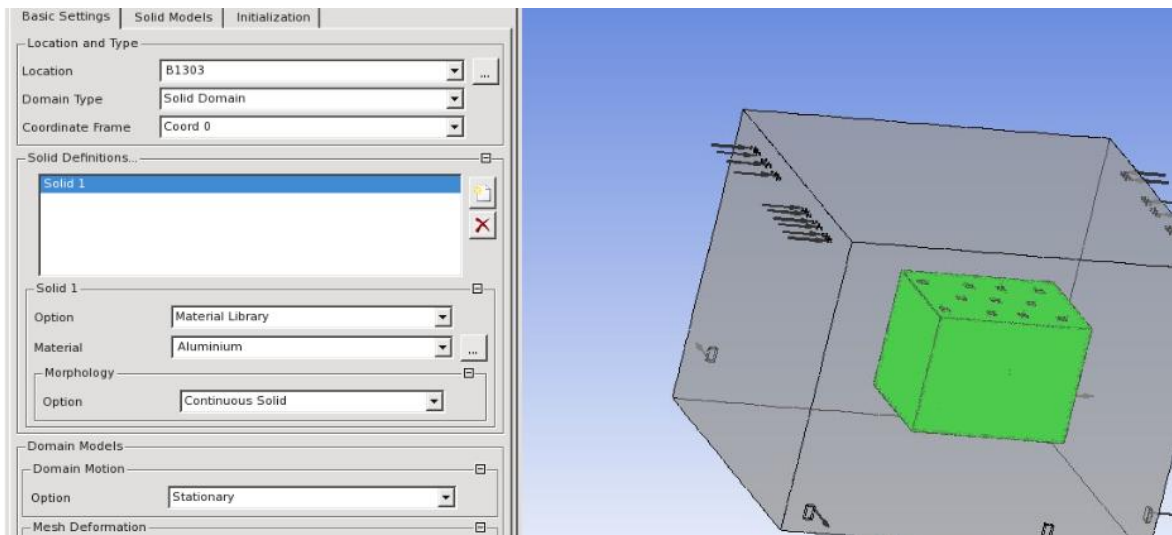 Basic Settings Solid Models Initialization
Location and Type
Location B1303 ...
Domain Type Solid Domain
Coordinate Frame Coord 0
Solid Definitions...
Solid 1
Solid 1
Option Material Library
Material Aluminium ...
Morphology
Option Continuous Solid
Domain Models
Domain Motion
Option Stationary
Mesh Deformation